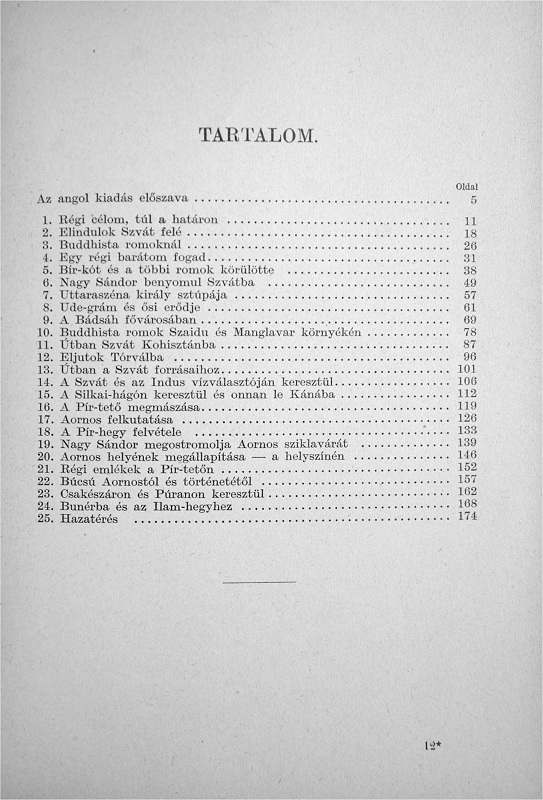 TARTALOM.
Oldal
Az angol kiadás előszava ........................................ 5
1. Régi célom, túl a határon .................................... 11
2. Elindulok Szvát felé ........................................ 18
3. Buddhista romoknál ........................................ 26
4. Egy régi barátom fogad ........................................ 31
5. Bír-kót és a többi romok körülötte ............................ 38
6. Nagy Sándor benyomul Szvátba ............................ 49
7. Uttaraszéna király sztúpája ................................ 57
8. Ude-grám és ősi erődje .................................... 61
9. A Bádsáh fővárosában .................................... 69
10. Buddhista romok Szaidu és Manglavar környékén ............ 78
11. Útban Szvát Kohisztánba ................................ 87
12. Eljutok Tórválba ........................................ 96
13. Útban a Szvát forrásaihoz ................................ 101
14. A Szvát és az Indus vízválasztóján keresztül ................ 106
15. A Silkai-hágón keresztül és onnan le Kánába ................ 112
16. A Pír-tető megmászása .................................... 119
17. Aornos felkutatása ........................................ 126
18. A Pír-hegy felvétele .................................... 133
19. Nagy Sándor megostromolja Aornos sziklavárát ............ 139
20. Aornos helyének megállapítása — a helyszínén ............ 146
21. Régi emlékek a Pír-tetőn ................................ 152
22. Búcsú Aornostól és történetétől ............................ 157
23. Csakészáron és Púranon keresztül ........................ 162
24. Bunérba és az Ilam-hegyhez ............................ 168
25. Hazatérés ............................................ 174
12*